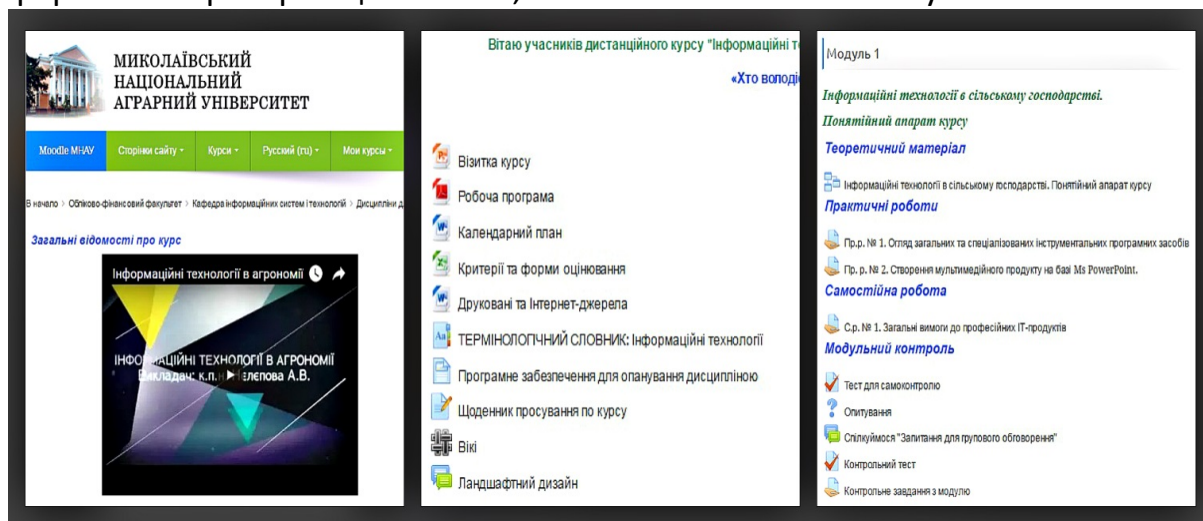 МИКОЛАЇВСЬКИЙ
НАЦІОНАЛЬНИЙ
АГРАРНИЙ УНІВЕРСИТЕТ
Moodle МНАУ
Сторінки сайту
Курси
Русский (ru)
Мои курсы
В начало > Обліково-фінансовий факультет > Кафедра інформаційних систем і технологій > Дисципліни д
Загальні відомості про курс
Інформаційні технології в агрономії
ІНФОРМАЦІЙНІ ТЕХНОЛОГІЇ В АГРОНОМІЇ
Викладач: к.п.н. Нєлєпова А.В.
Вітаю учасників дистанційного курсу "Інформаційні т
«Хто володіє
Візитка курсу
Робоча програма
Календарний план
Критерії та форми оцінювання
Друковані та Інтернет-джерела
ТЕРМІНОЛОГІЧНИЙ СЛОВНИК: Інформаційні технології
Програмне забезпечення для опанування дисципліною
Щоденник просування по курсу
Вікі
Ландшафтний дизайн
Модуль 1
Інформаційні технології в сільському господарстві.
Понятійний апарат курсу
Теоретичний матеріал
Інформаційні технології в сільському господарстві. Понятійний апарат курсу
Практичні роботи
Пр.р. № 1. Огляд загальних та спеціалізованих інструментальних програмних засобів
Пр. р. № 2. Створення мультимедійного продукту на базі Ms PowerPoint.
Самостійна робота
С.р. № 1. Загальні вимоги до професійних ІТ-продуктів
Модульний контроль
Тест для самоконтролю
Опитування
Спілкуймося "Запитання для групового обговорення"
Контрольний тест
Контрольне завдання з модулю